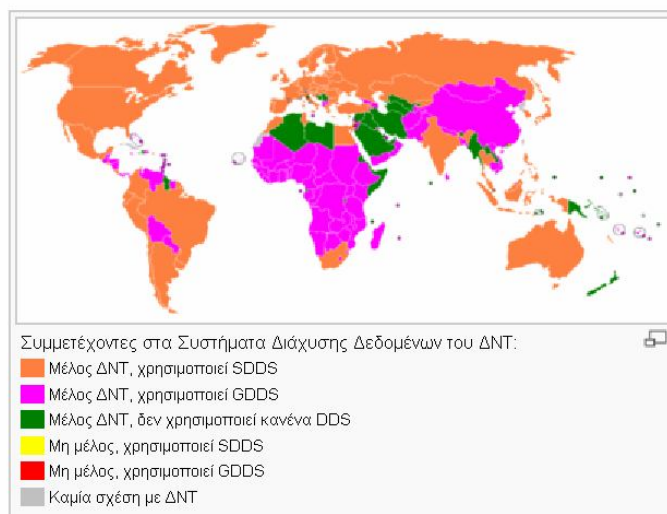 Συμμετέχοντες στα Συστήματα Διάχυσης Δεδομένων του ΔΝΤ:
Μέλος ΔΝΤ, χρησιμοποιεί SDDS
Μέλος ΔΝΤ, χρησιμοποιεί GDDS
Μέλος ΔΝΤ, δεν χρησιμοποιεί κανένα DDS
Μη μέλος, χρησιμοποιεί SDDS
Μη μέλος, χρησιμοποιεί GDDS
Καμία σχέση με ΔΝΤ